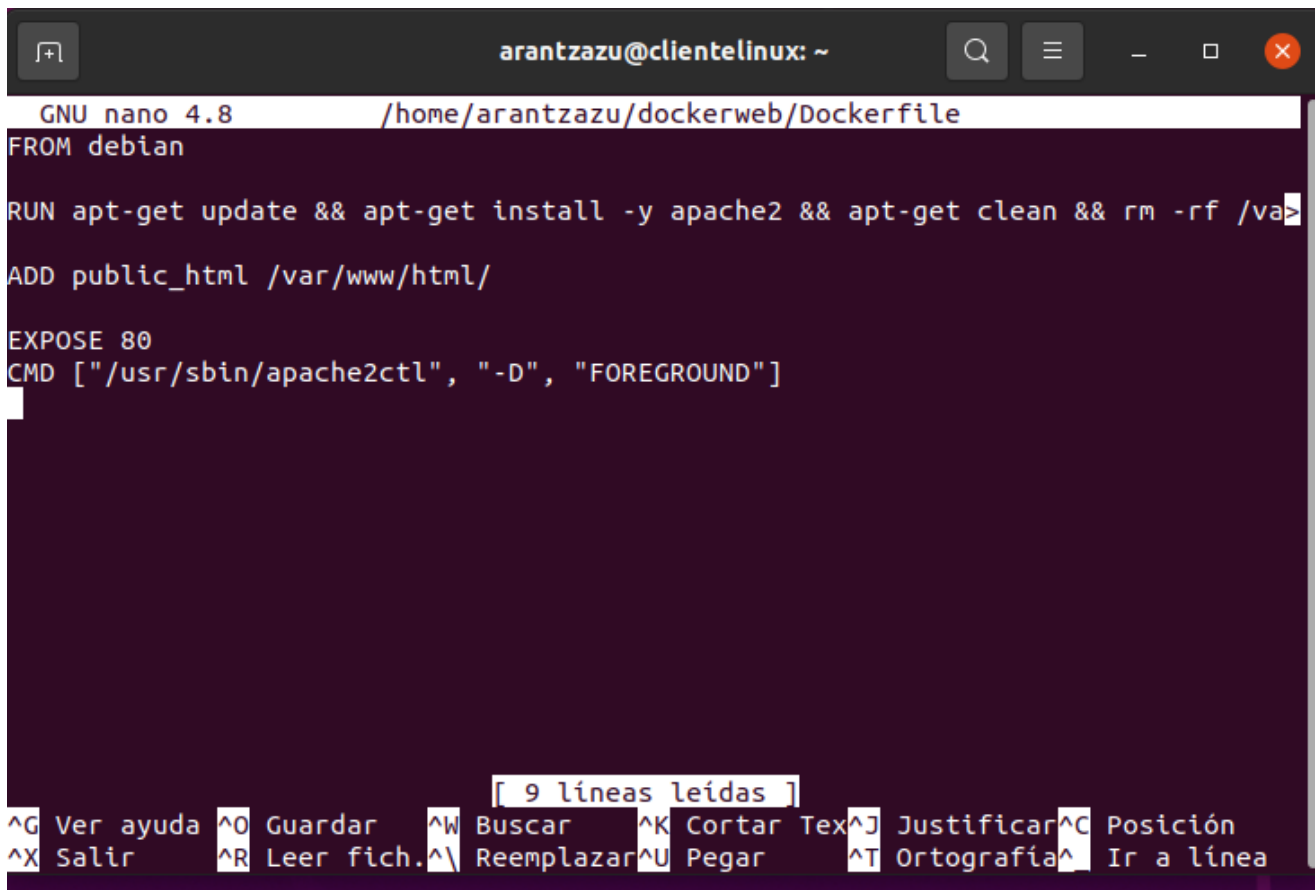 arantzazu@clientelinux: ~
GNU nano 4.8 /home/arantzazu/dockerweb/Dockerfile
FROM debian
RUN apt-get update && apt-get install -y apache2 && apt-get clean && rm -rf /va>
ADD public_html /var/www/html/
EXPOSE 80
CMD ["/usr/sbin/apache2ctl", "-D", "FOREGROUND"]
[ 9 líneas leídas ]
^G Ver ayuda ^O Guardar ^W Buscar ^K Cortar Tex^J Justificar^C Posición
^X Salir ^R Leer fich.^\ Reemplazar^U Pegar ^T Ortografía^_ Ir a línea